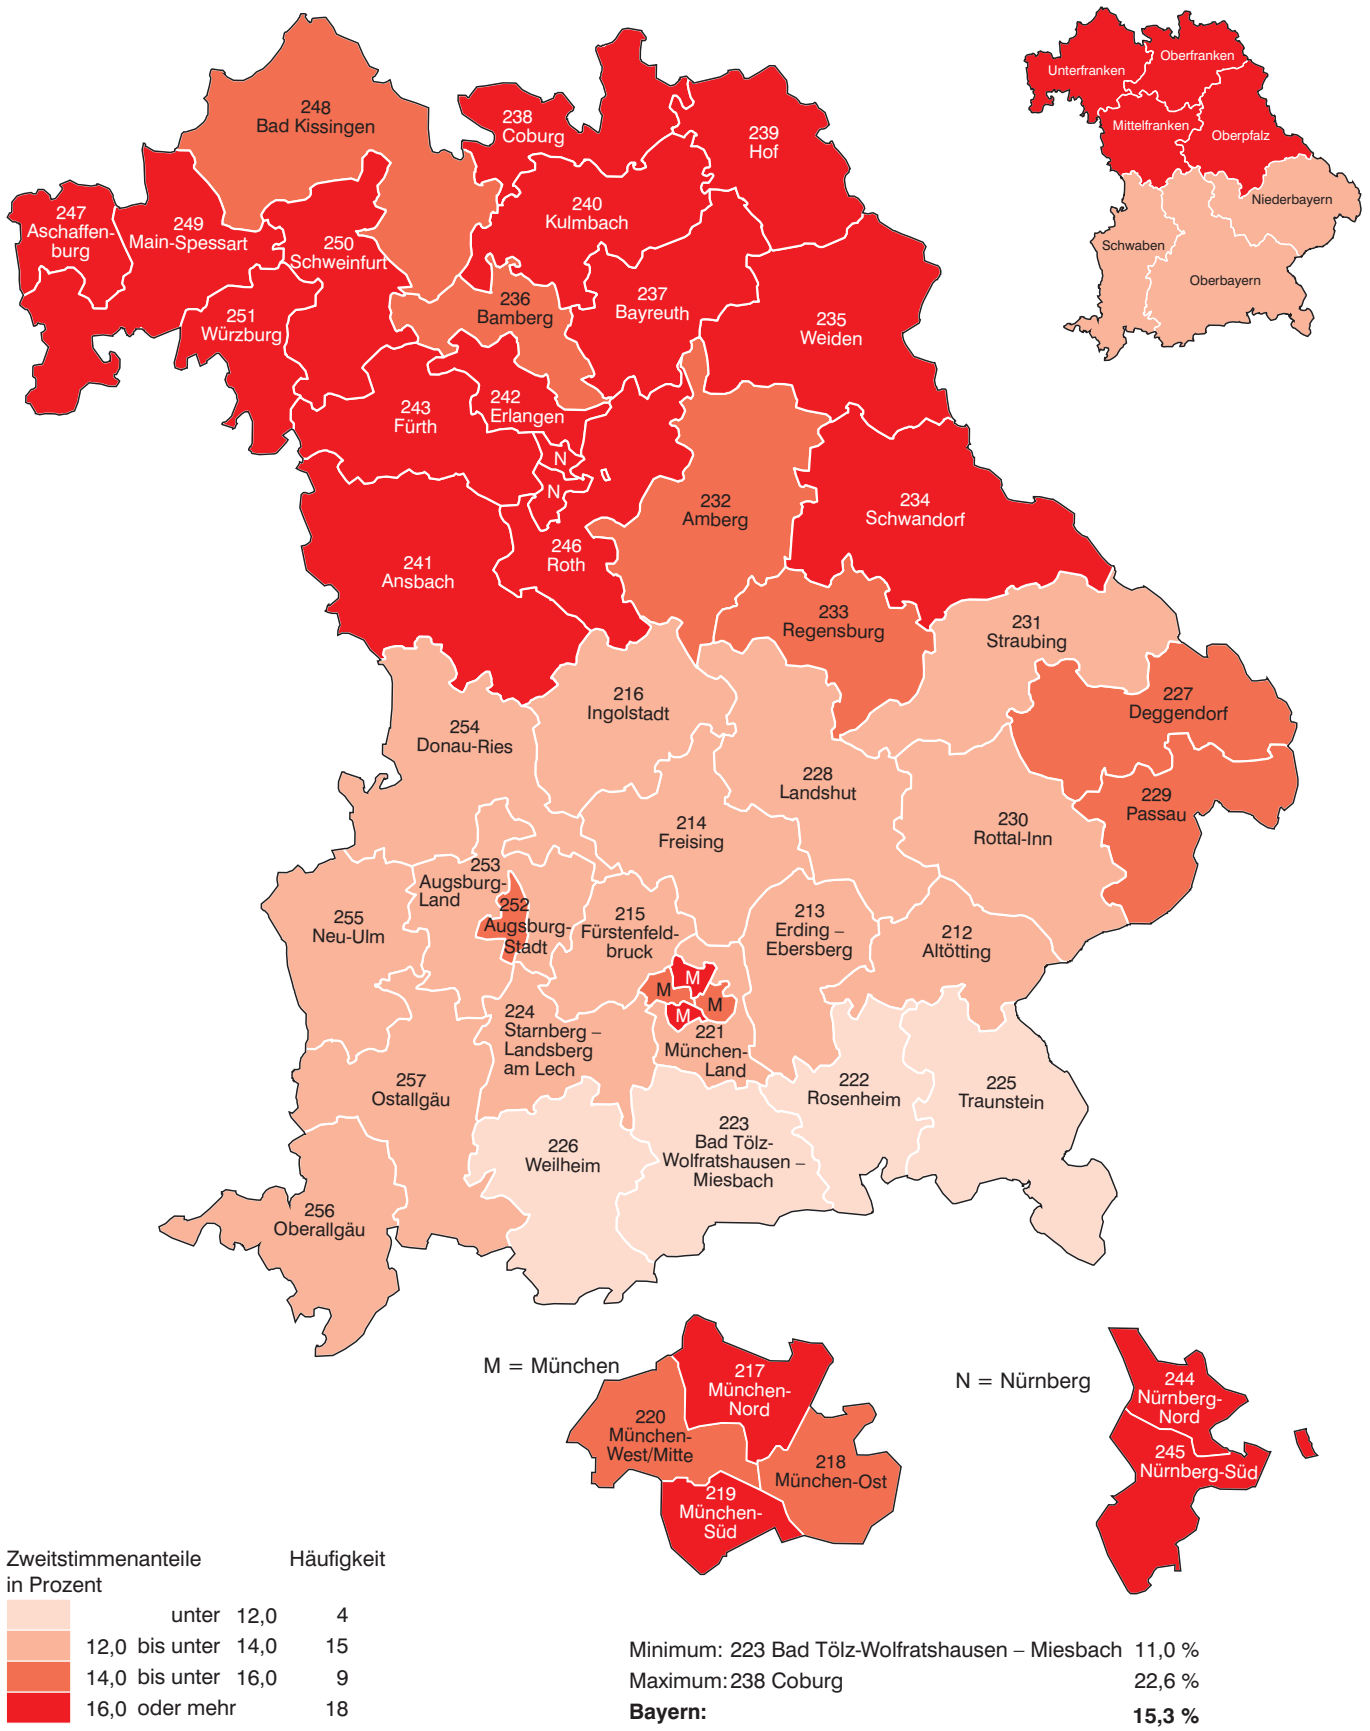 248
Bad Kissingen
238
Coburg
239
Hof
247
Aschaffen-
burg
249
Main-Spessart
250
Schweinfurt
240
Kulmbach
251
Würzburg
236
Bamberg
237
Bayreuth
235
Weiden
243
Fürth
242
Erlangen
N
N
232
Amberg
234
Schwandorf
241
Ansbach
246
Roth
233
Regensburg
231
Straubing
216
Ingolstadt
227
Deggendorf
254
Donau-Ries
228
Landshut
229
Passau
214
Freising
230
Rottal-Inn
253
Augsburg-
Land
252
Augsburg-
Stadt
255
Neu-Ulm
215
Fürstenfeld-
bruck
213
Erding –
Ebersberg
212
Altötting
M
M
M
M
224
Starnberg –
Landsberg
am Lech
221
München-
Land
257
Ostallgäu
222
Rosenheim
225
Traunstein
226
Weilheim
223
Bad Tölz-
Wolfratshausen –
Miesbach
256
Oberallgäu
Unterfranken
Oberfranken
Mittelfranken
Oberpfalz
Niederbayern
Schwaben
Oberbayern
M = München
217
München-
Nord
220
München-
West/Mitte
218
München-Ost
219
München-
Süd
N = Nürnberg
244
Nürnberg-
Nord
245
Nürnberg-Süd
Zweitstimmenanteile Häufigkeit
in Prozent
unter 12,0 4
12,0 bis unter 14,0 15
14,0 bis unter 16,0 9
16,0 oder mehr 18
Minimum: 223 Bad Tölz-Wolfratshausen – Miesbach 11,0 %
Maximum: 238 Coburg 22,6 %
Bayern: 15,3 %